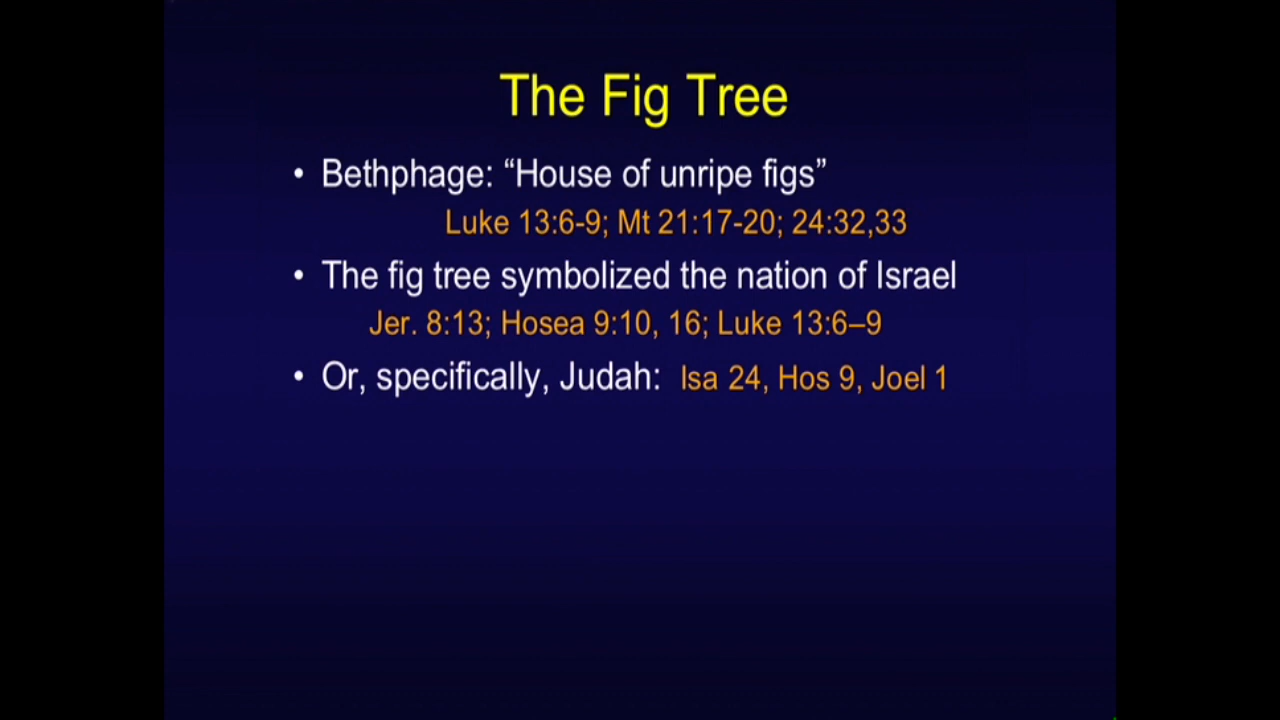 The Fig Tree
• Bethphage: “House of unripe figs”
Luke 13:6-9; Mt 21:17-20; 24:32,33
• The fig tree symbolized the nation of Israel
Jer. 8:13; Hosea 9:10, 16; Luke 13:6–9
• Or, specifically, Judah: Isa 24, Hos 9, Joel 1